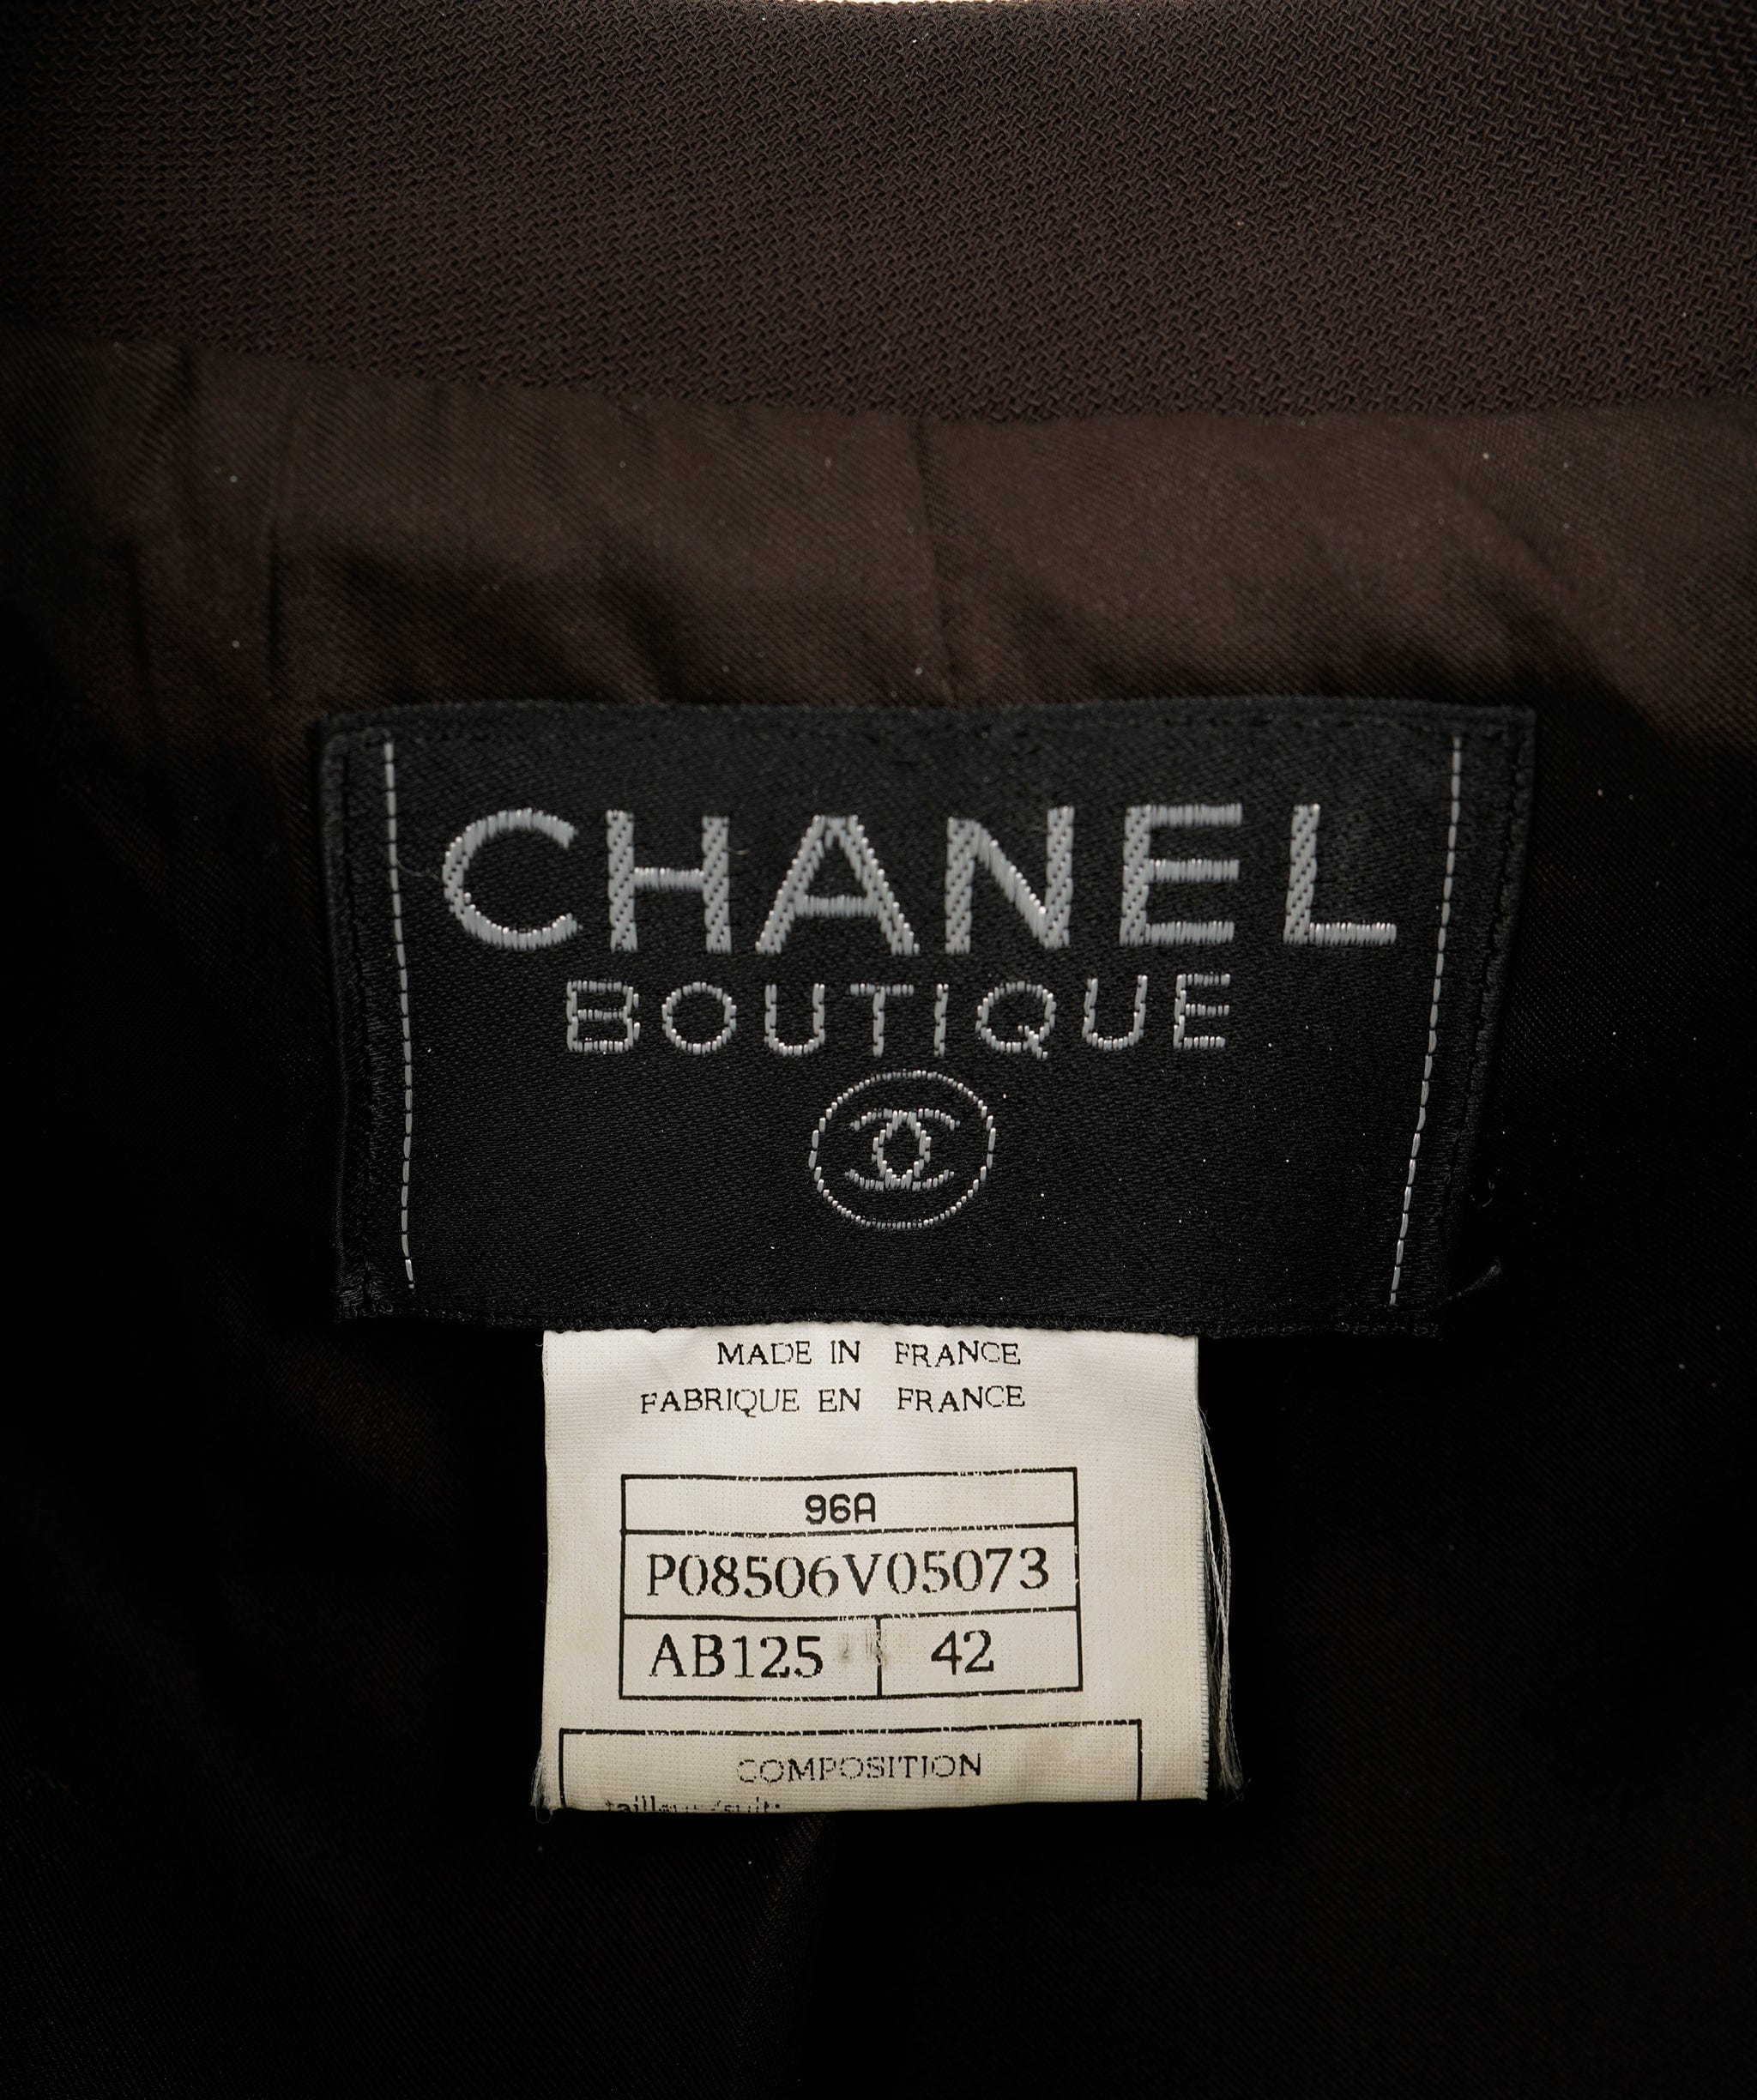 CHANEL
BOUTIQUE
MADE IN FRANCE
FABRIQUE EN FRANCE
96A
P08506V05073
AB125 42
COMPOSITION